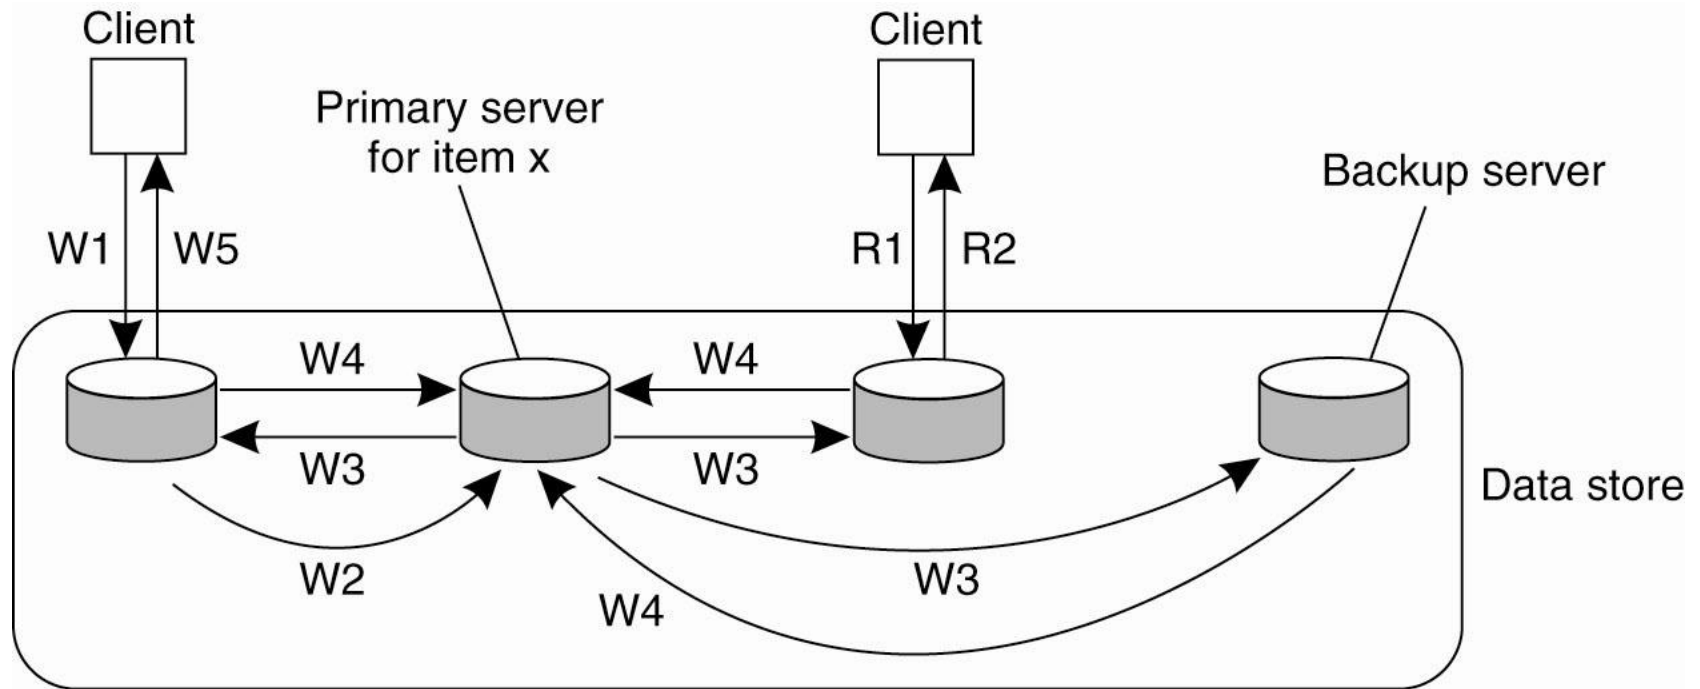 Client
Client
Primary server
for item x
Backup server
W1
W5
R1
R2
W4
W4
W3
W3
Data store
W2
W3
W4